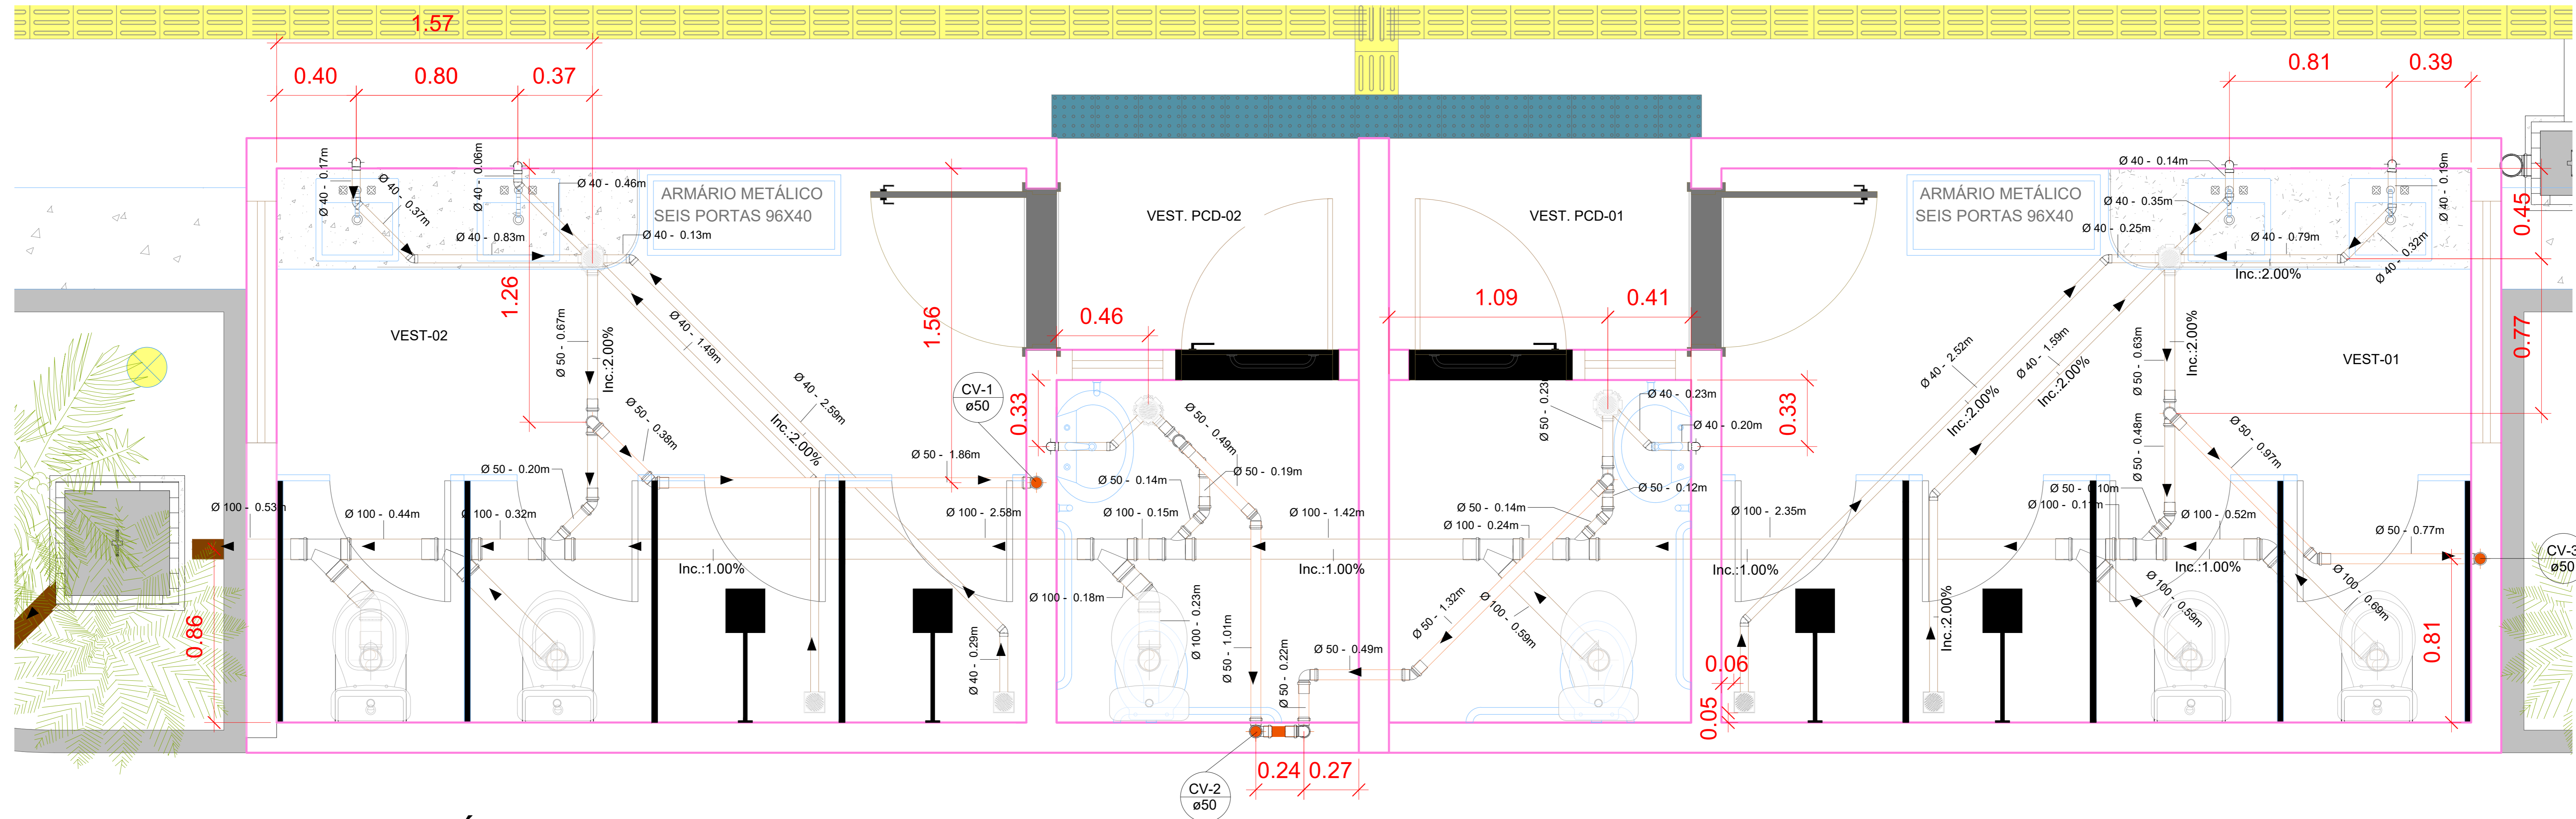 1.57
0.40
0.80
0.37
0.81
0.39
Ø 40 - 0.17m
Ø 40 - 0.37m
Ø 40 - 0.06m
Ø 40 - 0.46m
Ø 40 - 0.83m
Ø 40 - 0.13m
ARMÁRIO METÁLICO
SEIS PORTAS 96X40
VEST. PCD-02
VEST. PCD-01
ARMÁRIO METÁLICO
SEIS PORTAS 96X40
Ø 40 - 0.14m
Ø 40 - 0.35m
Ø 40 - 0.25m
Ø 40 - 0.79m
Inc.:2.00%
Ø 40 - 0.32m
Ø 40 - 0.19m
0.45
1.26
1.56
0.46
1.09
0.41
0.77
VEST-02
VEST-01
Ø 50 - 0.67m
Inc.:2.00%
Ø 40 - 1.49m
Ø 40 - 2.59m
Inc.:2.00%
Ø 50 - 0.38m
CV-1
ø50
0.33
Ø 50 - 0.49m
Ø 50 - 0.23m
Ø 40 - 0.23m
Ø 40 - 0.20m
0.33
Ø 40 - 2.52m
Inc.:2.00%
Ø 40 - 1.59m
Inc.:2.00%
Ø 50 - 0.63m
Inc.:2.00%
Ø 50 - 0.48m
Ø 50 - 0.97m
Ø 50 - 0.20m
Ø 50 - 1.86m
Ø 50 - 0.14m
Ø 50 - 0.19m
Ø 50 - 0.12m
Ø 50 - 0.14m
Ø 50 - 0.10m
Ø 100 - 0.53m
Ø 100 - 0.44m
Ø 100 - 0.32m
Ø 100 - 2.58m
Ø 100 - 0.15m
Ø 100 - 1.42m
Ø 100 - 0.24m
Ø 100 - 2.35m
Ø 100 - 0.52m
Ø 50 - 0.77m
CV-3
ø50
Inc.:1.00%
Inc.:1.00%
Inc.:1.00%
Inc.:1.00%
0.86
Ø 40 - 0.29m
Ø 100 - 0.18m
Ø 100 - 0.23m
Ø 50 - 1.01m
Ø 50 - 0.22m
Ø 50 - 0.49m
Ø 50 - 1.32m
Ø 100 - 0.59m
0.06
0.05
Inc.:2.00%
Ø 100 - 0.59m
Ø 100 - 0.69m
0.81
0.24
0.27
CV-2
ø50